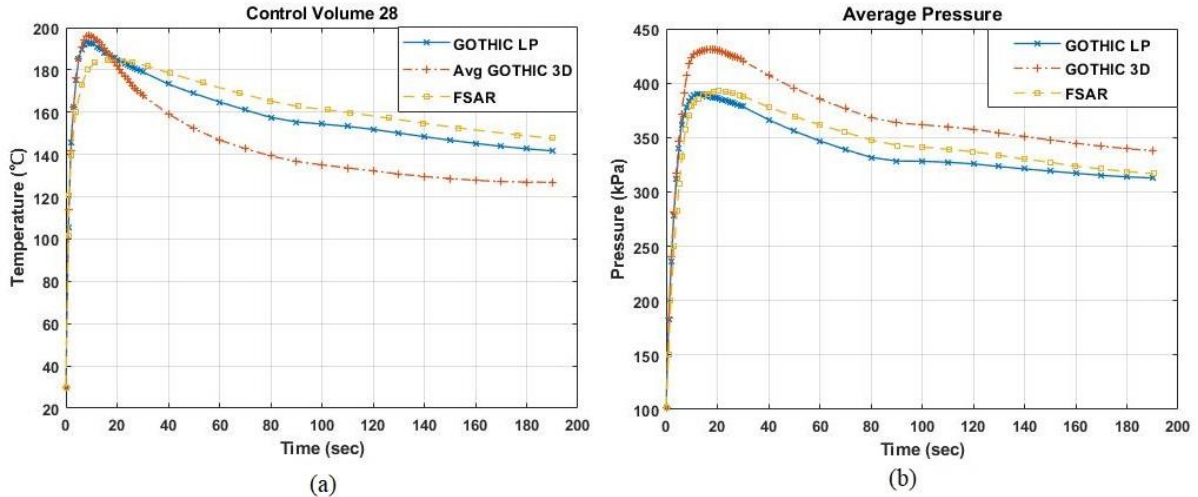 Control Volume 28
200
180
160
140
120
100
80
60
40
20
Temperature (℃)
GOTHIC LP
Avg GOTHIC 3D
FSAR
0 20 40 60 80 100 120 140 160 180 200
Time (sec)
(a)
Average Pressure
450
400
350
300
250
200
150
100
Pressure (kPa)
GOTHIC LP
GOTHIC 3D
FSAR
0 20 40 60 80 100 120 140 160 180 200
Time (sec)
(b)